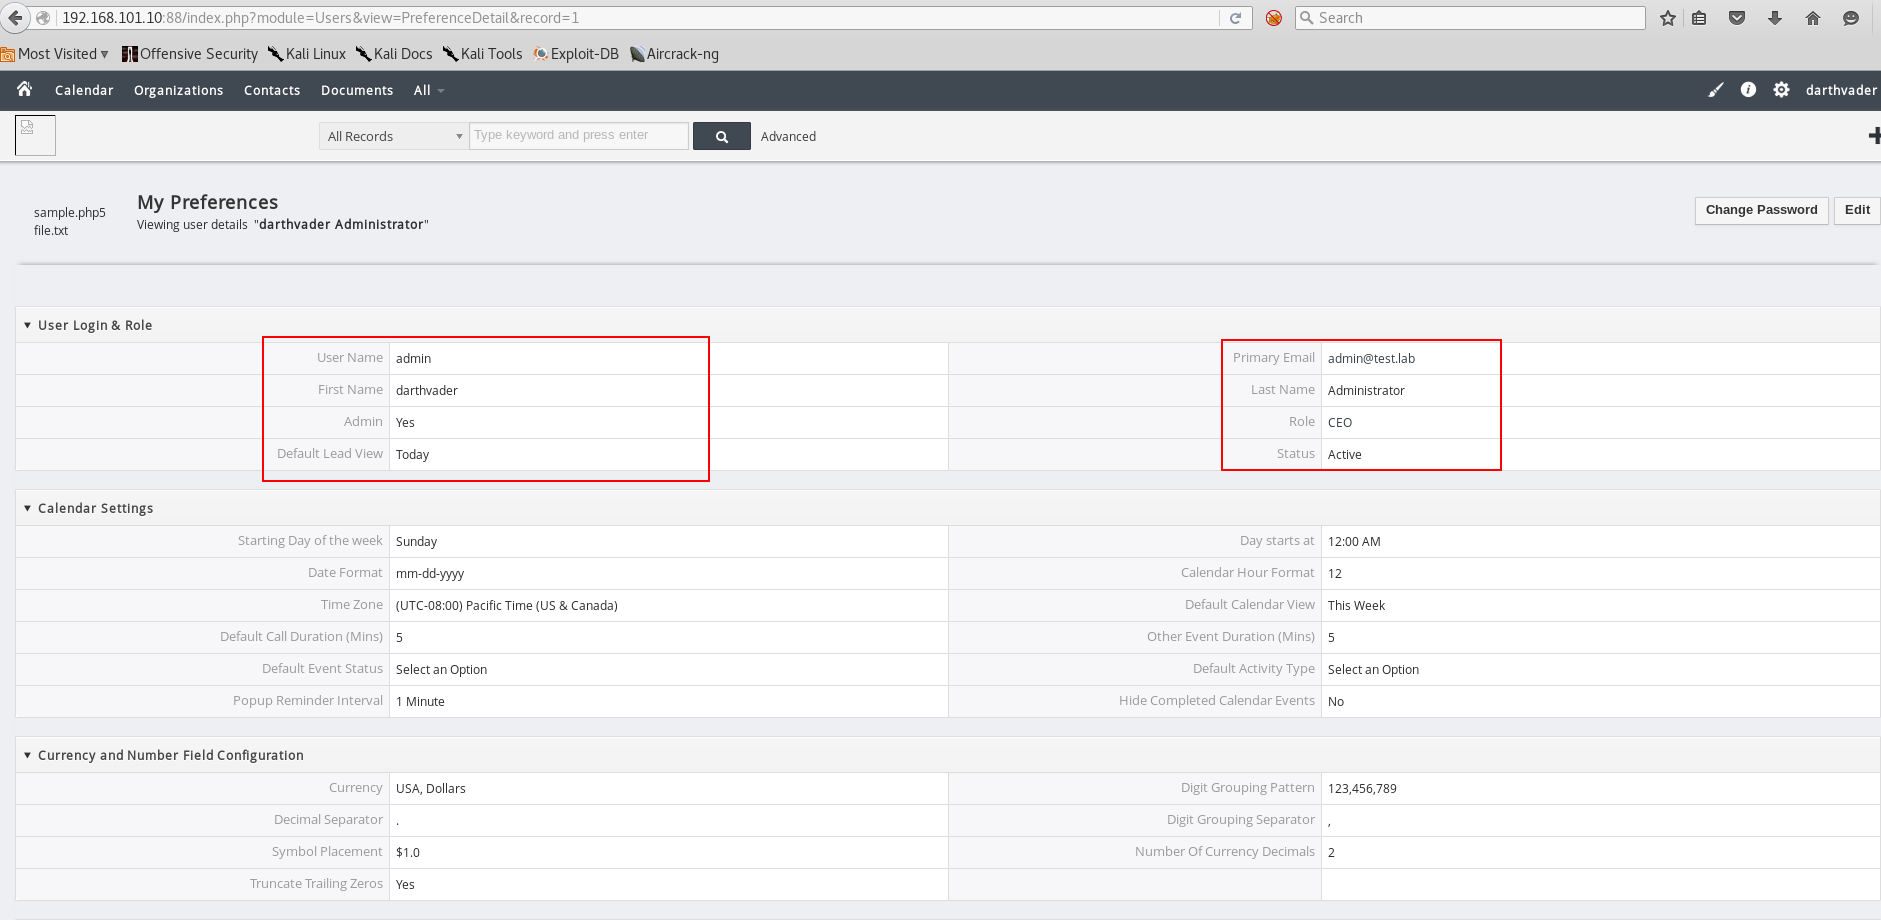 192.168.101.10:88/index.php?module=Users&view=PreferenceDetail&record=1
Search
Most Visited
Offensive Security
Kali Linux
Kali Docs
Kali Tools
Exploit-DB
Aircrack-ng
Calendar
Organizations
Contacts
Documents
All
darthvader
All Records
Type keyword and press enter
Advanced
sample.php5
file.txt
My Preferences
Viewing user details "darthvader Administrator"
Change Password
Edit
User Login & Role
User Name admin Primary Email admin@test.lab
First Name darthvader Last Name Administrator
Admin Yes Role CEO
Default Lead View Today Status Active
Calendar Settings
Starting Day of the week Sunday Day starts at 12:00 AM
Date Format mm-dd-yyyy Calendar Hour Format 12
Time Zone (UTC-08:00) Pacific Time (US & Canada) Default Calendar View This Week
Default Call Duration (Mins) 5 Other Event Duration (Mins) 5
Default Event Status Select an Option Default Activity Type Select an Option
Popup Reminder Interval 1 Minute Hide Completed Calendar Events No
Currency and Number Field Configuration
Currency USA, Dollars Digit Grouping Pattern 123,456,789
Decimal Separator . Digit Grouping Separator ,
Symbol Placement $1.0 Number Of Currency Decimals 2
Truncate Trailing Zeros Yes